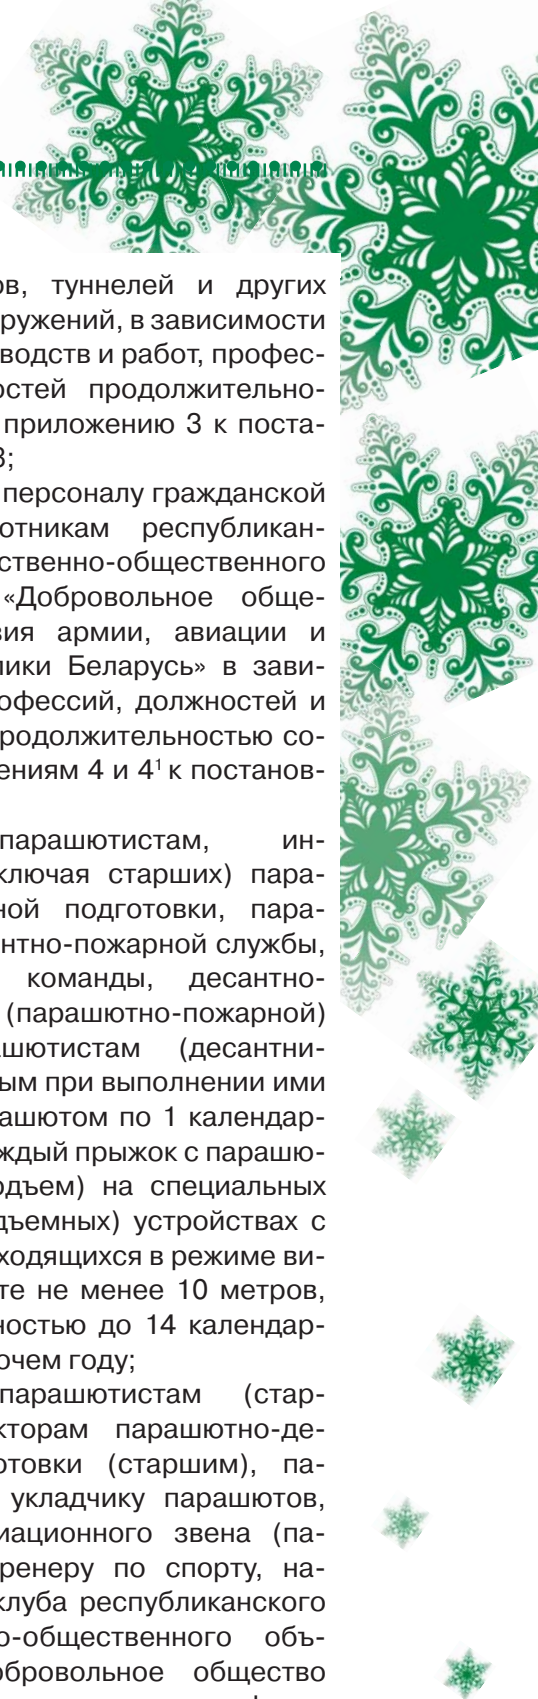 ов, туннелей и других
ружений, в зависимости
водств и работ, профес-
остей продолжительно-
приложению 3 к поста-
3;
персоналу гражданской
отникам республикан-
ственно-общественного
«Добровольное обще-
вия армии, авиации и
лики Беларусь» в зави-
офессий, должностей и
родолжительностью со-
ениям 4 и 4¹ к постанов-
парашютистам, ин-
ключая старших) пара-
ной подготовки, пара-
нтно-пожарной службы,
команды, десантно-
(парашютно-пожарной)
шютистам (десантни-
ым при выполнении ими
ашютом по 1 календар-
ждый прыжок с парашю-
одъем) на специальных
дъемных) устройствах с
ходящихся в режиме ви-
те не менее 10 метров,
ностью до 14 календар-
очем году;
парашютистам (стар-
кторам парашютно-де-
отовки (старшим), па-
укладчику парашютов,
иационного звена (па-
ренеру по спорту, на-
клуба республиканского
о-общественного объ-
обровольное общество